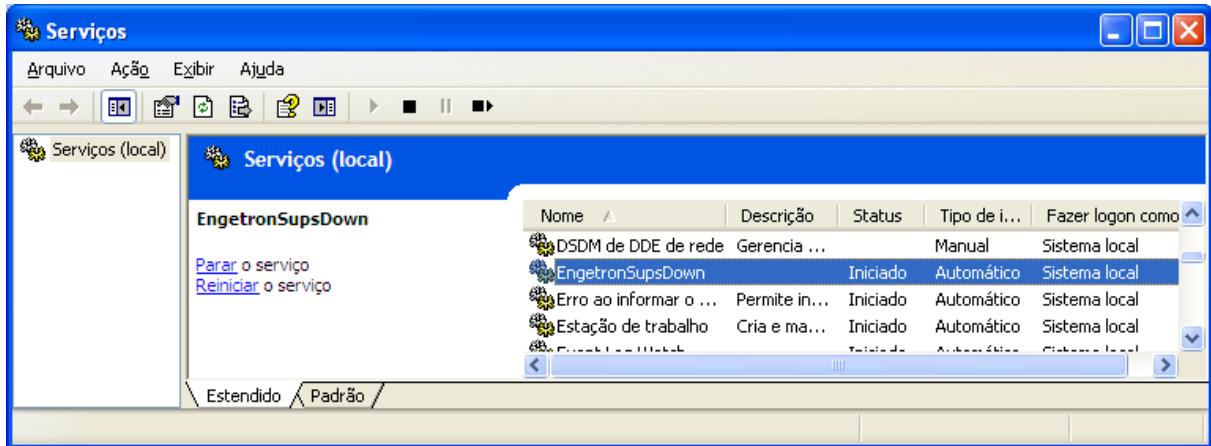 Serviços
Arquivo Ação Exibir Ajuda
Serviços (local)
Serviços (local)
EngetronSupsDown
Parar o serviço
Reiniciar o serviço
Nome Descrição Status Tipo de i... Fazer logon como
DSDM de DDE de rede Gerencia ... Manual Sistema local
EngetronSupsDown Iniciado Automático Sistema local
Erro ao informar o ... Permite in... Iniciado Automático Sistema local
Estação de trabalho Cria e ma... Iniciado Automático Sistema local
Estendido Padrão